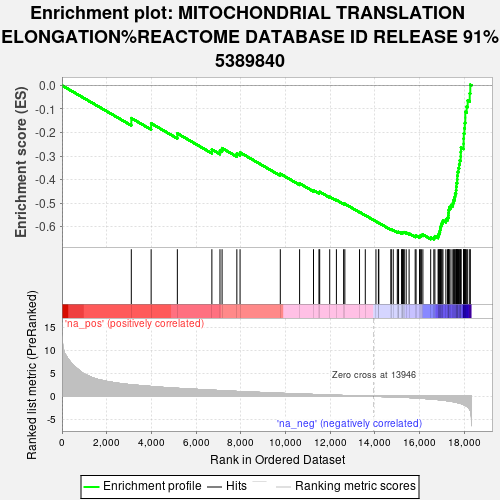 Enrichment plot: MITOCHONDRIAL TRANSLATION
ELONGATION%REACTOME DATABASE ID RELEASE 91%
5389840
Enrichment score (ES)
0.0
-0.1
-0.2
-0.3
-0.4
-0.5
-0.6
Ranked list metric (PreRanked)
15
10
5
0
-5
'na_pos' (positively correlated)
Zero cross at 13946
'na_neg' (negatively correlated)
0
2,000
4,000
6,000
8,000
10,000
12,000
14,000
16,000
18,000
Rank in Ordered Dataset
Enrichment profile
Hits
Ranking metric scores